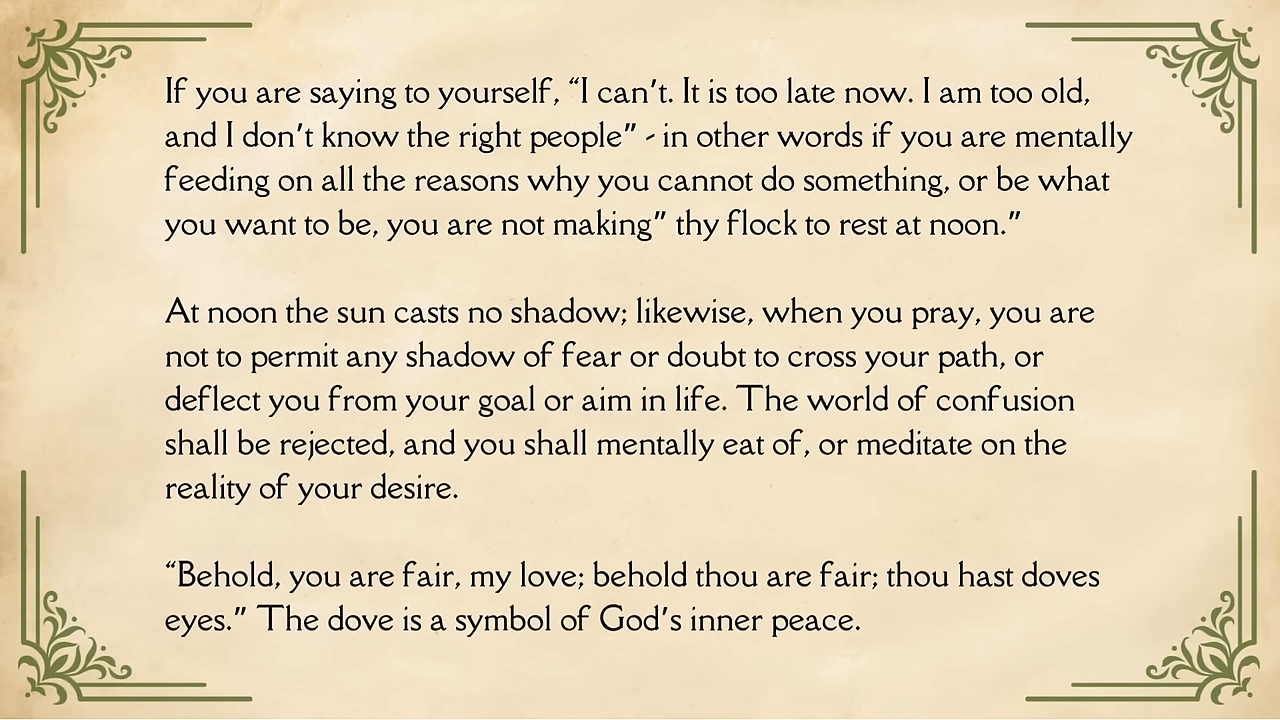 If you are saying to yourself, “I can't. It is too late now. I am too old,
and I don't know the right people” - in other words if you are mentally
feeding on all the reasons why you cannot do something, or be what
you want to be, you are not making” thy flock to rest at noon.”
At noon the sun casts no shadow; likewise, when you pray, you are
not to permit any shadow of fear or doubt to cross your path, or
deflect you from your goal or aim in life. The world of confusion
shall be rejected, and you shall mentally eat of, or meditate on the
reality of your desire.
“Behold, you are fair, my love; behold thou are fair; thou hast doves
eyes.” The dove is a symbol of God's inner peace.